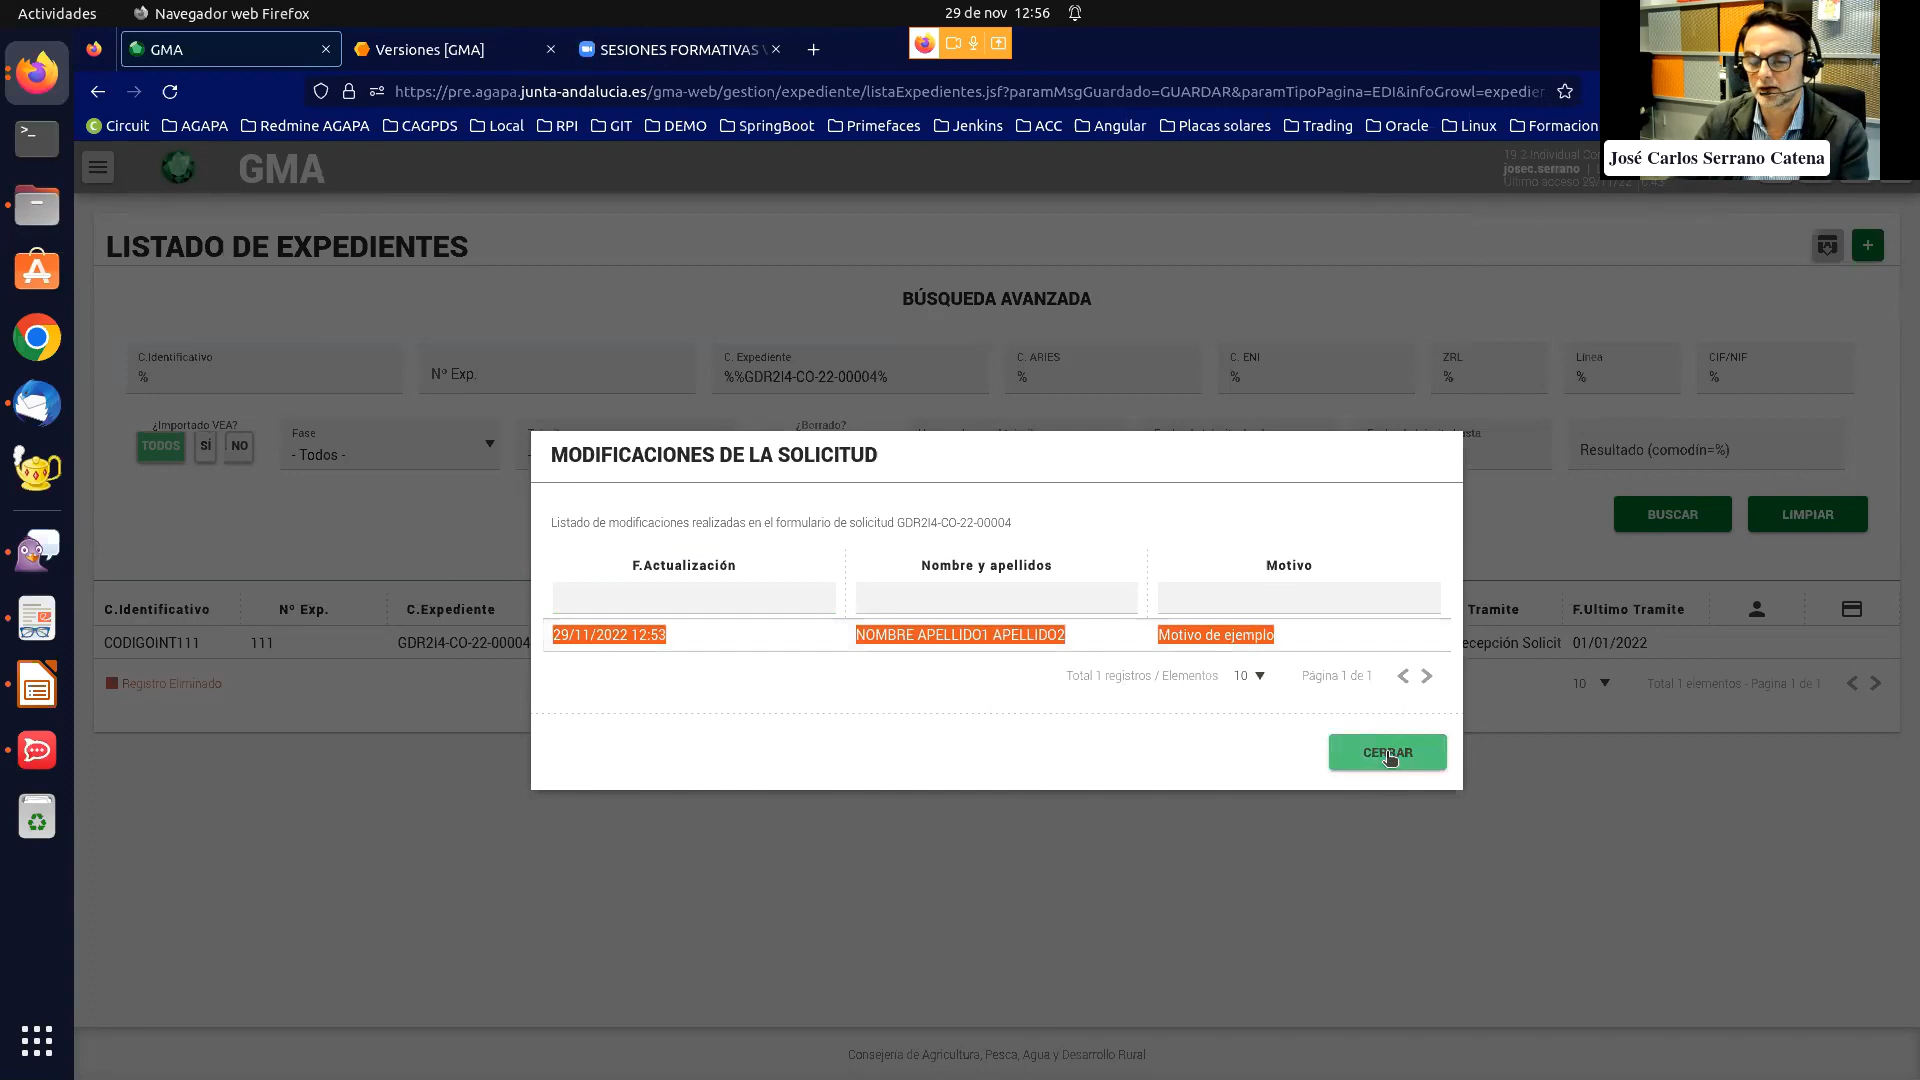 Actividades
Navegador web Firefox
29 de nov 12:56
GMA
Versiones [GMA]
SESIONES FORMATIVAS
https://pre.agapa.junta-andalucia.es/gma-web/gestion/expediente/listaExpedientes.jsf?paramMsgGuardado=GUARDAR&paramTipoPagina=EDI&infoGrowl=expedier
Circuit
AGAPA
Redmine AGAPA
CAGPDS
Local
RPI
GIT
DEMO
SpringBoot
Primefaces
Jenkins
ACC
Angular
Placas solares
Trading
Oracle
Linux
Formacion
José Carlos Serrano Catena
GMA
josec.serrano
LISTADO DE EXPEDIENTES
BÚSQUEDA AVANZADA
C.Identificativo
%
Nº Exp.
C. Expediente
%%GDR2I4-CO-22-00004%
C. ARIES
%
C. ENI
%
ZRL
%
Línea
%
CIF/NIF
%
¿Importado VEA?
TODOS
SÍ
NO
Fase
- Todos -
¿Borrado?
Resultado (comodín=%)
BUSCAR
LIMPIAR
MODIFICACIONES DE LA SOLICITUD
Listado de modificaciones realizadas en el formulario de solicitud GDR2I4-CO-22-00004
F.Actualización
Nombre y apellidos
Motivo
29/11/2022 12:53
NOMBRE APELLIDO1 APELLIDO2
Motivo de ejemplo
Total 1 registros / Elementos
10
Página 1 de 1
CERRAR
C.Identificativo
Nº Exp.
C.Expediente
Tramite
F.Ultimo Tramite
CODIGOINT111
111
GDR2I4-CO-22-00004
ecepción Solicit
01/01/2022
Registro Eliminado
10
Total 1 elementos - Pagina 1 de 1
Consejería de Agricultura, Pesca, Agua y Desarrollo Rural